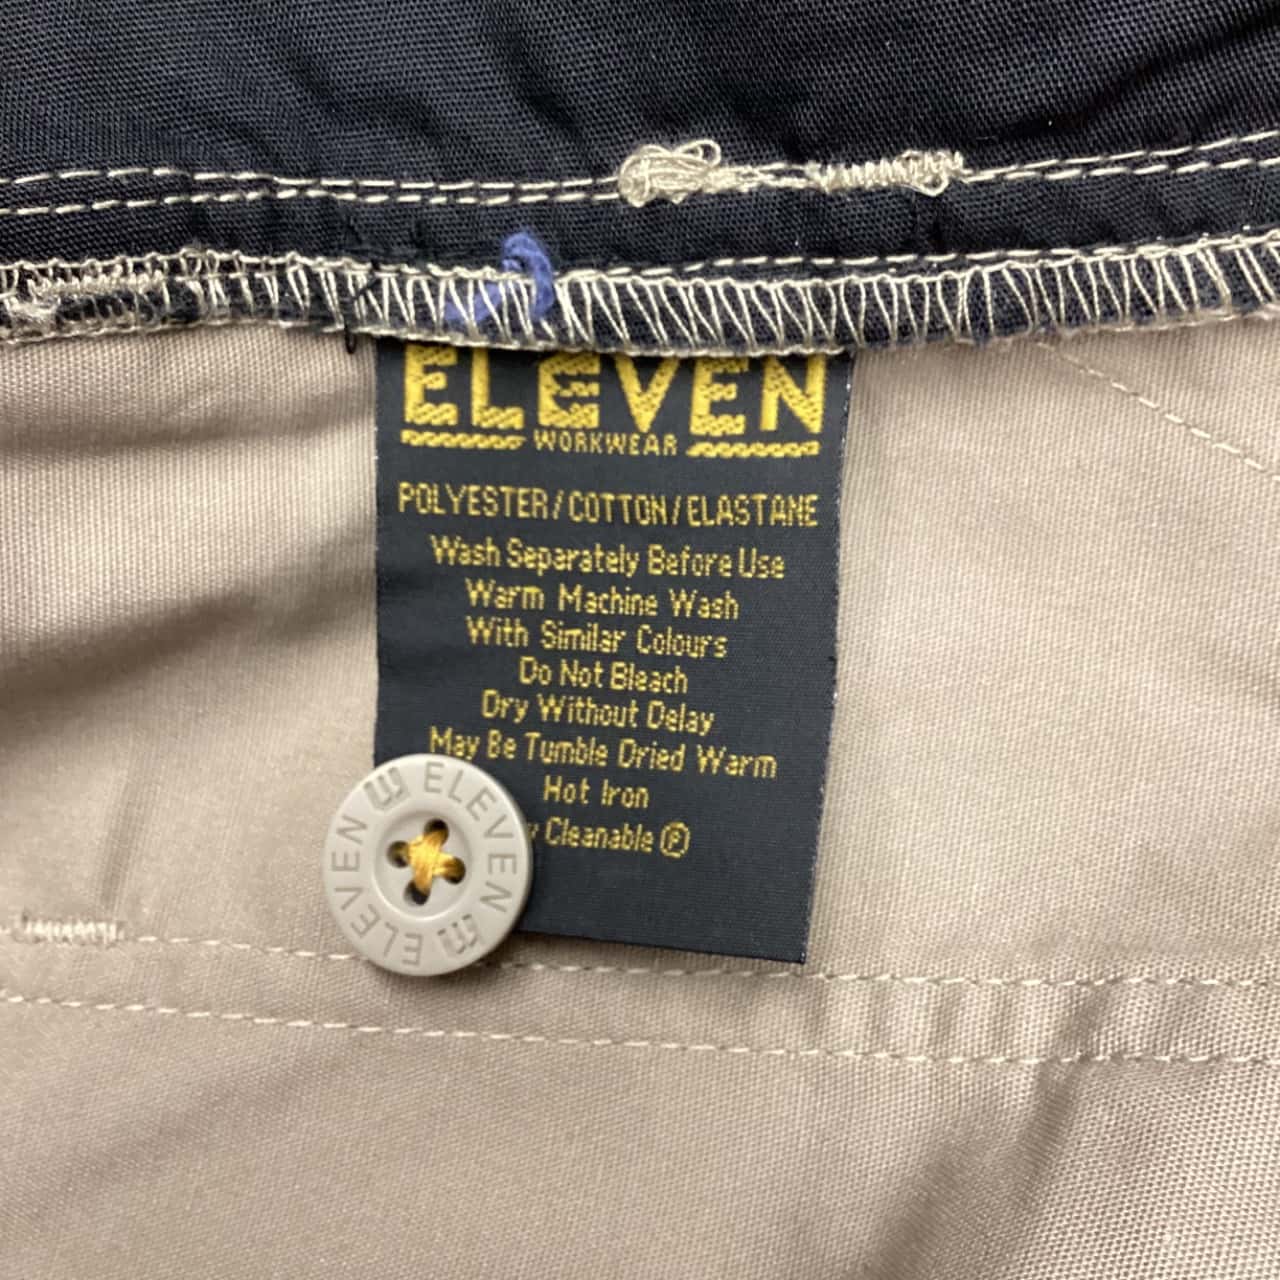 ELEVEN
WORKWEAR
POLYESTER/COTTON/ELASTANE
Wash Separately Before Use
Warm Machine Wash
With Similar Colours
Do Not Bleach
Dry Without Delay
May Be Tumble Dried Warm
Hot Iron
Cleanable Ⓟ
ELEVEN
ELEVEN